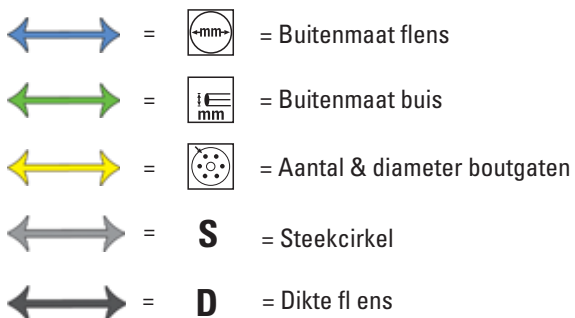 = mm = Buitenmaat flens
= mm = Buitenmaat buis
= = Aantal & diameter boutgaten
= S = Steekcirkel
= D = Dikte fl ens